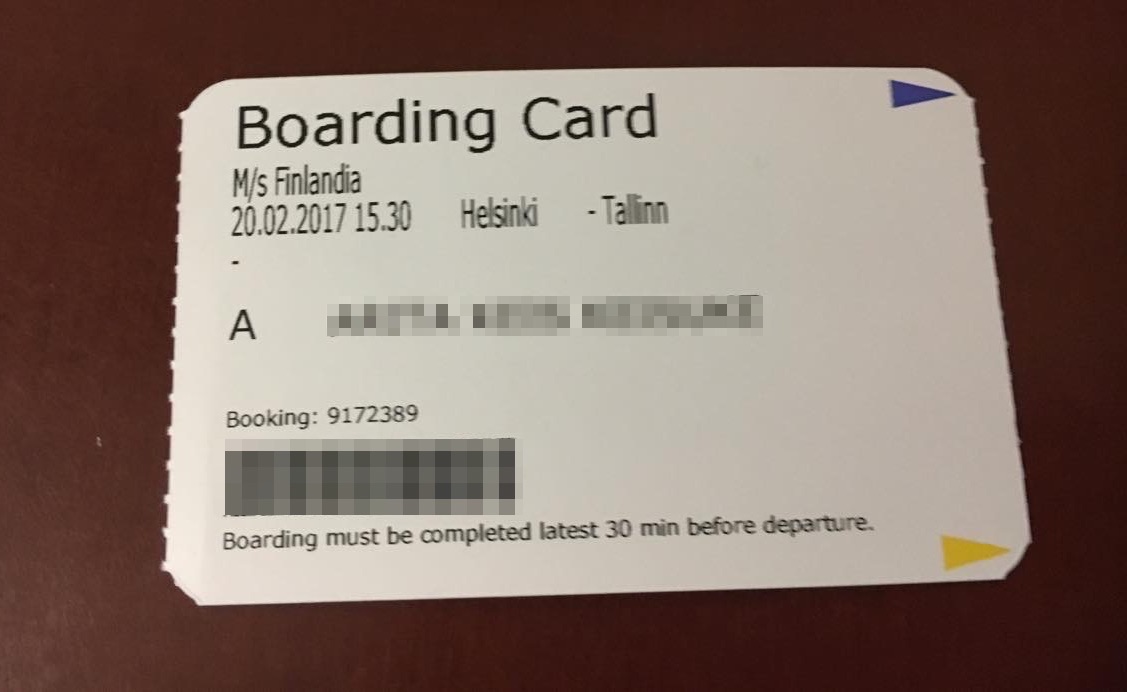 Boarding Card
M/s Finlandia
20.02.2017 15.30 Helsinki - Tallinn
-
A
Booking: 9172389
Boarding must be completed latest 30 min before departure.